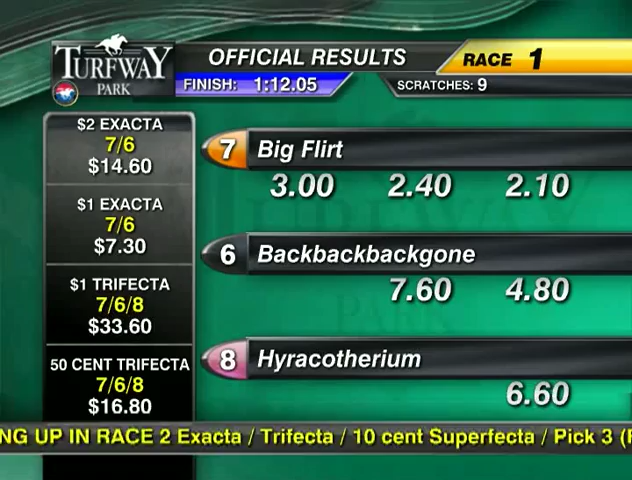 TURFWAY
PARK
OFFICIAL RESULTS
RACE 1
FINISH: 1:12.05
SCRATCHES: 9
$2 EXACTA
7/6
$14.60
$1 EXACTA
7/6
$7.30
$1 TRIFECTA
7/6/8
$33.60
50 CENT TRIFECTA
7/6/8
$16.80
7 Big Flirt
3.00 2.40 2.10
6 Backbackbackgone
7.60 4.80
8 Hyracotherium
6.60
TURFWAY
PARK
NG UP IN RACE 2 Exacta / Trifecta / 10 cent Superfecta / Pick 3 (